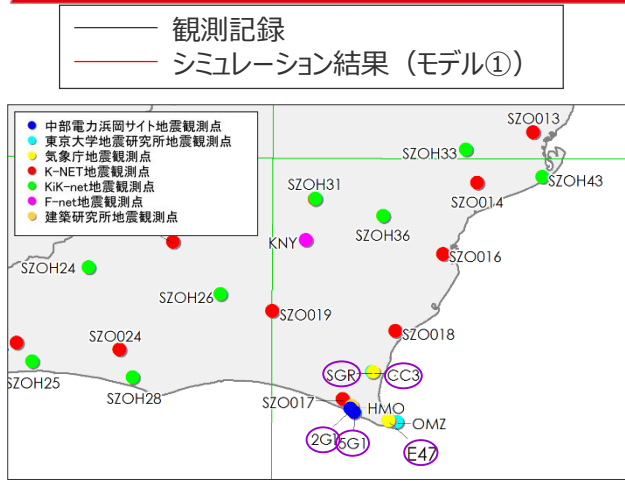 観測記録
シミュレーション結果（モデル①）
中部電力浜岡サイト地震観測点
東京大学地震研究所地震観測点
気象庁地震観測点
K-NET地震観測点
KiK-net地震観測点
F-net地震観測点
建築研究所地震観測点
SZO013
SZOH33
SZOH43
SZOH31
SZO014
SZOH36
KNY
SZO016
SZOH24
SZOH26
SZO019
SZO024
SZO018
SZOH25
SGR
CC3
SZOH28
SZO017
HMO
OMZ
2G1
5G1
E47